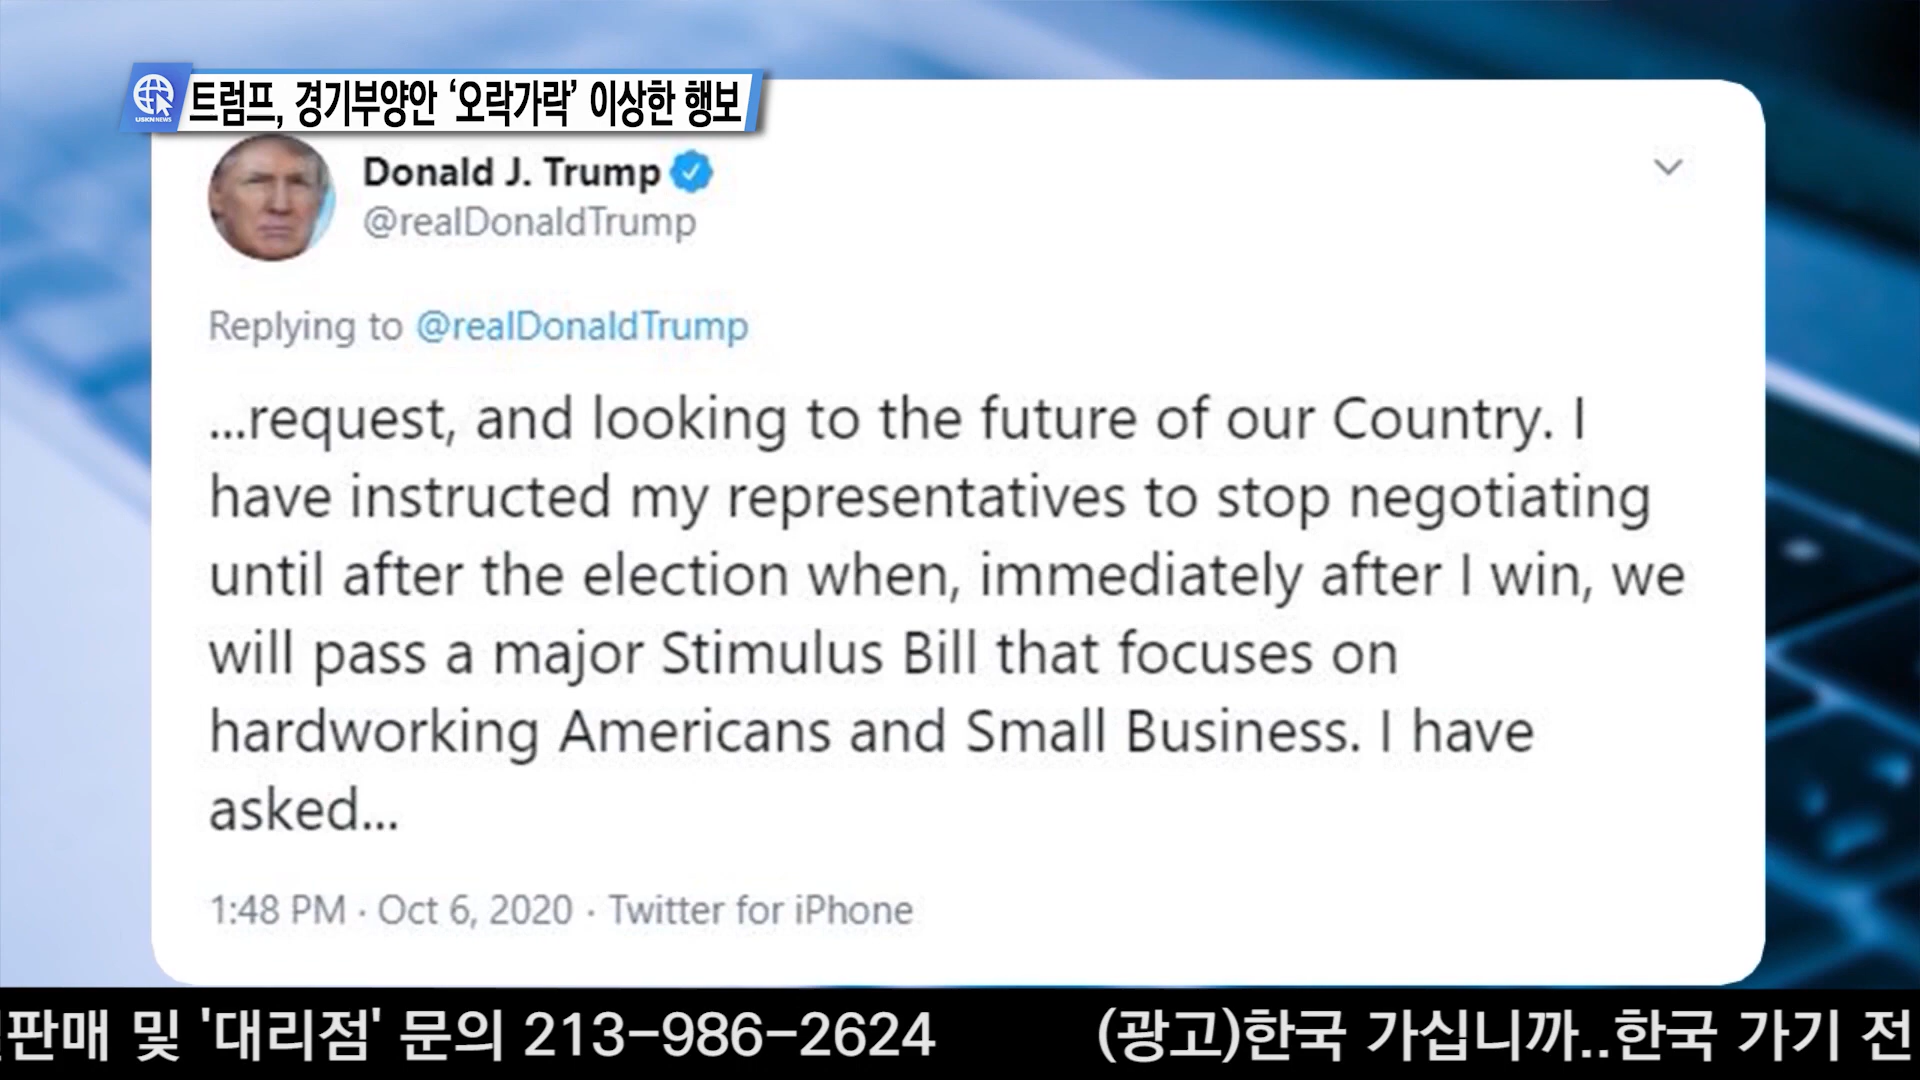 트럼프, 경기부양안 ‘오락가락’ 이상한 행보
USKN NEWS
Donald J. Trump
@realDonaldTrump
Replying to @realDonaldTrump
...request, and looking to the future of our Country. I
have instructed my representatives to stop negotiating
until after the election when, immediately after I win, we
will pass a major Stimulus Bill that focuses on
hardworking Americans and Small Business. I have
asked...
1:48 PM · Oct 6, 2020 · Twitter for iPhone
판매 및 '대리점' 문의 213-986-2624 (광고)한국 가십니까..한국 가기 전